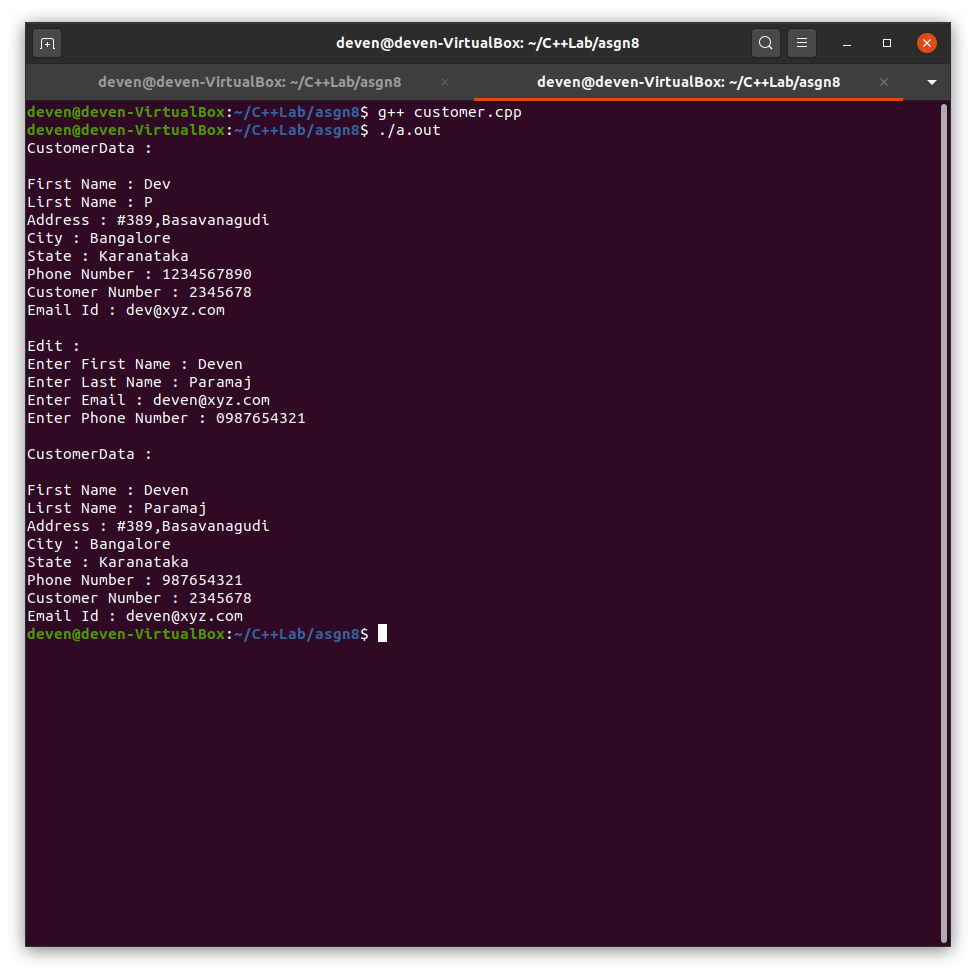 deven@deven-VirtualBox: ~/C++Lab/asgn8
deven@deven-VirtualBox: ~/C++Lab/asgn8
deven@deven-VirtualBox: ~/C++Lab/asgn8
deven@deven-VirtualBox:~/C++Lab/asgn8$ g++ customer.cpp
deven@deven-VirtualBox:~/C++Lab/asgn8$ ./a.out
CustomerData :
First Name : Dev
Lirst Name : P
Address : #389,Basavanagudi
City : Bangalore
State : Karanataka
Phone Number : 1234567890
Customer Number : 2345678
Email Id : dev@xyz.com
Edit :
Enter First Name : Deven
Enter Last Name : Paramaj
Enter Email : deven@xyz.com
Enter Phone Number : 0987654321
CustomerData :
First Name : Deven
Lirst Name : Paramaj
Address : #389,Basavanagudi
City : Bangalore
State : Karanataka
Phone Number : 987654321
Customer Number : 2345678
Email Id : deven@xyz.com
deven@deven-VirtualBox:~/C++Lab/asgn8$